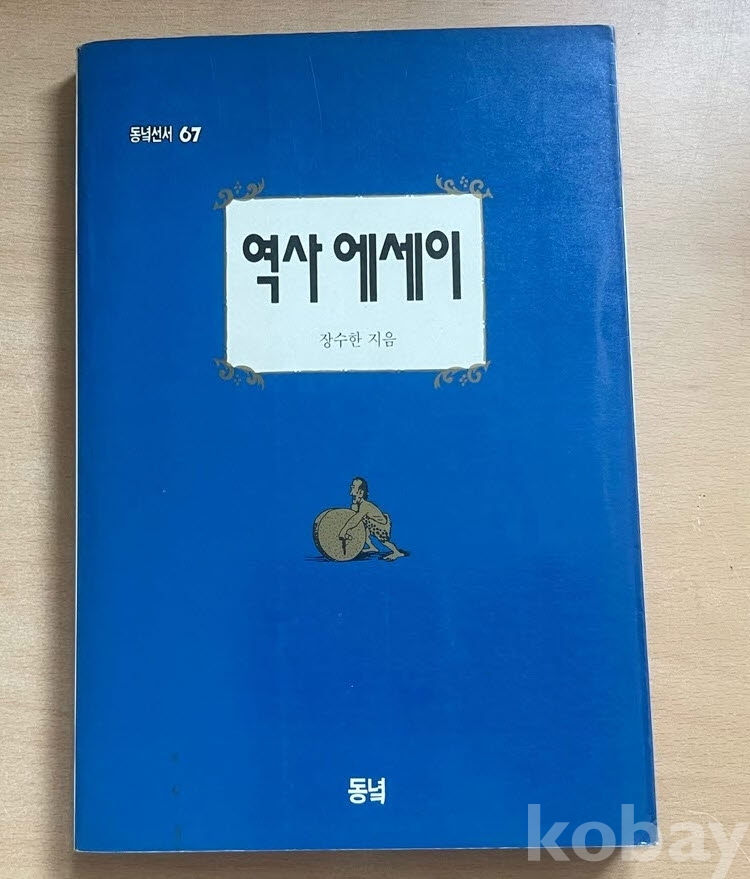 동녘선서 67
역사 에세이
장수한 지음
동녘
kobay